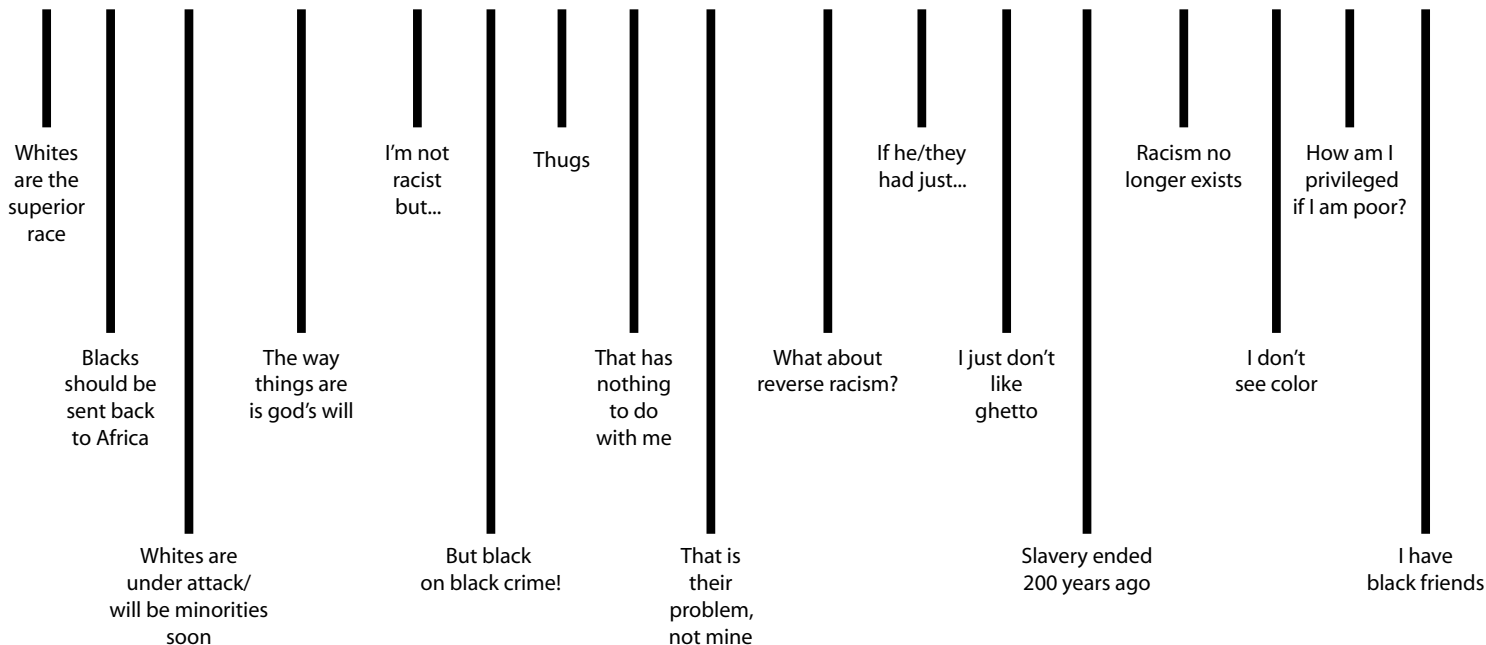 Whites
are the
superior
race
Blacks
should be
sent back
to Africa
Whites are
under attack/
will be minorities
soon
The way
things are
is god's will
I'm not
racist
but...
But black
on black crime!
Thugs
That has
nothing
to do
with me
That is
their
problem,
not mine
What about
reverse racism?
If he/they
had just...
I just don't
like
ghetto
Slavery ended
200 years ago
Racism no
longer exists
I don't
see color
How am I
privileged
if I am poor?
I have
black friends